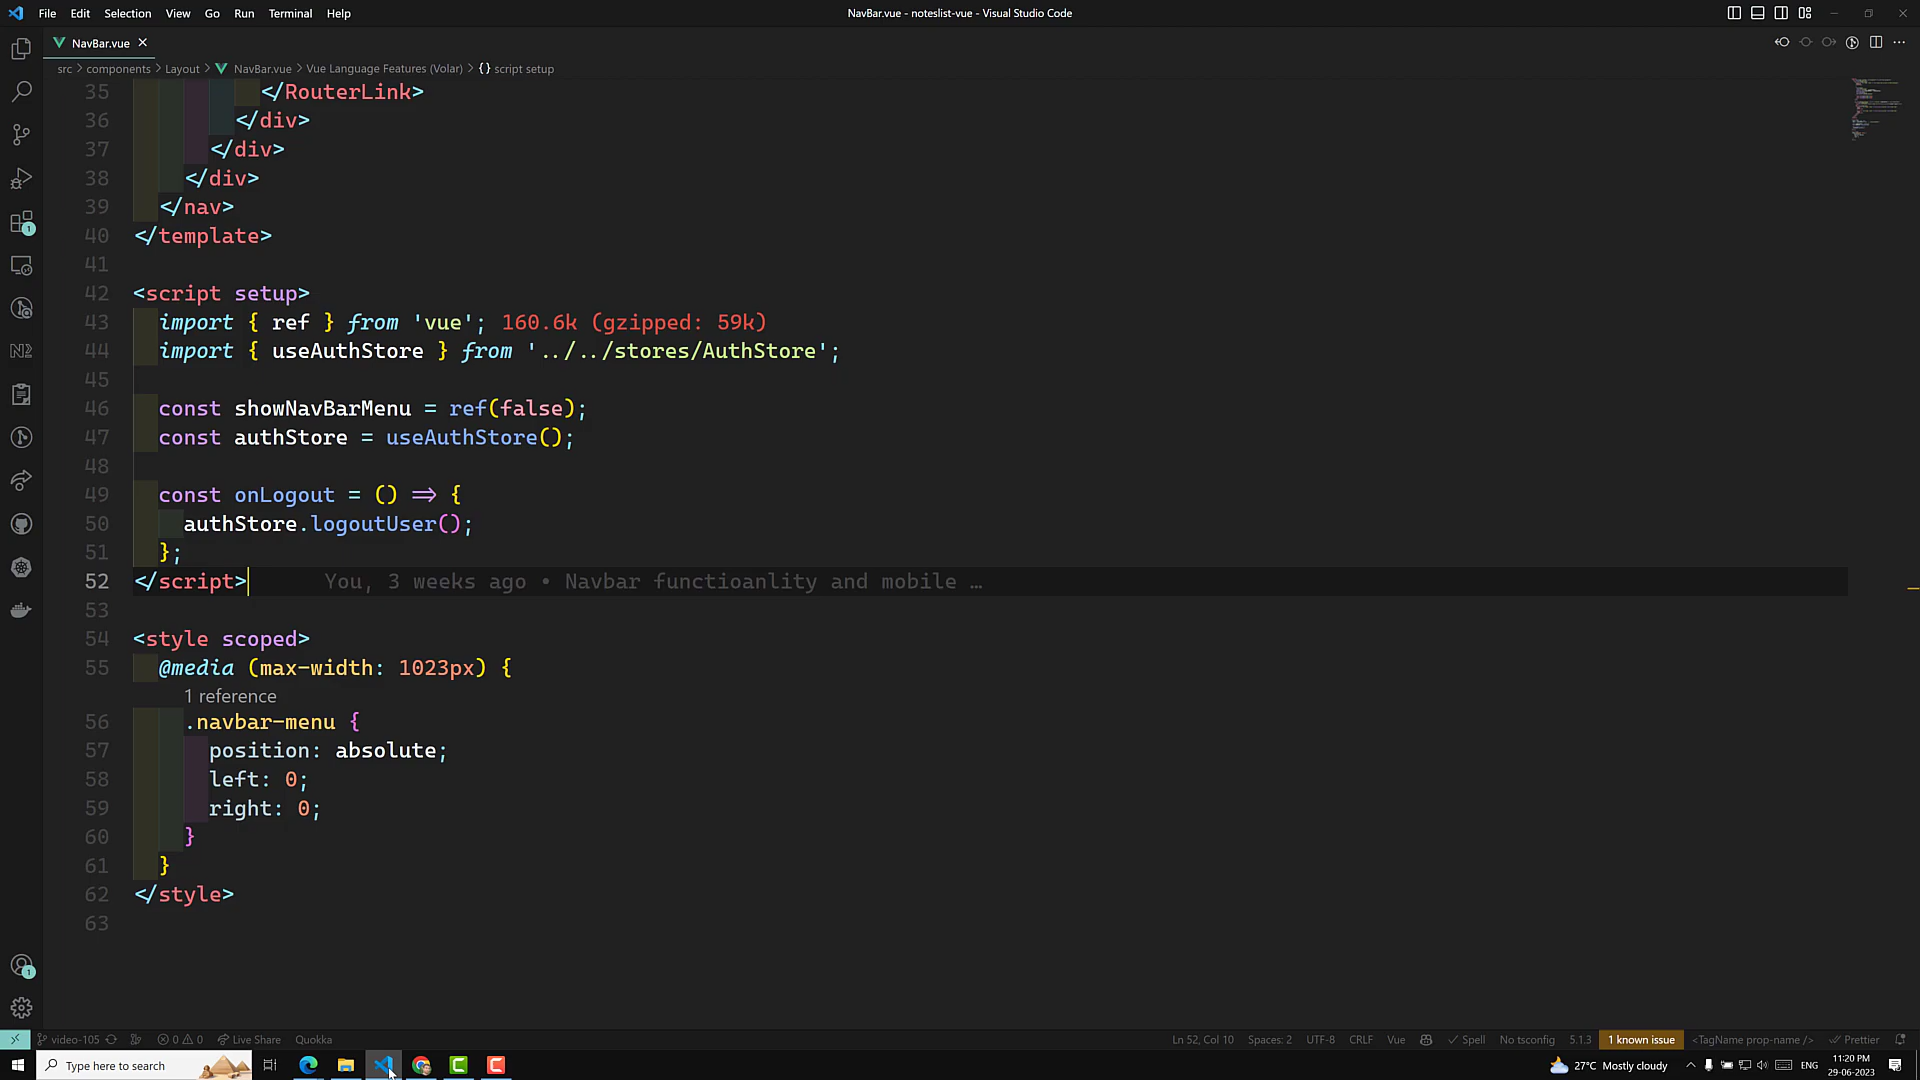 File Edit Selection View Go Run Terminal Help
NavBar.vue - noteslist-vue - Visual Studio Code
NavBar.vue
src > components > Layout > NavBar.vue > Vue Language Features (Volar) > {} script setup
35 </RouterLink>
36 </div>
37 </div>
38 </div>
39 </nav>
40 </template>
41
42 <script setup>
43 import { ref } from 'vue'; 160.6k (gzipped: 59k)
44 import { useAuthStore } from '../../stores/AuthStore';
45
46 const showNavBarMenu = ref(false);
47 const authStore = useAuthStore();
48
49 const onLogout = () => {
50 authStore.logoutUser();
51 };
52 </script> You, 3 weeks ago • Navbar functioanlity and mobile …
53
54 <style scoped>
55 @media (max-width: 1023px) {
1 reference
56 .navbar-menu {
57 position: absolute;
58 left: 0;
59 right: 0;
60 }
61 }
62 </style>
63
N2
1
1
video-105 0 0 Live Share Quokka Ln 52, Col 10 Spaces: 2 UTF-8 CRLF Vue Spell No tsconfig 5.1.3 1 known issue <TagName prop-name /> Prettier
Type here to search 27°C Mostly cloudy ENG 11:20 PM
29-06-2023